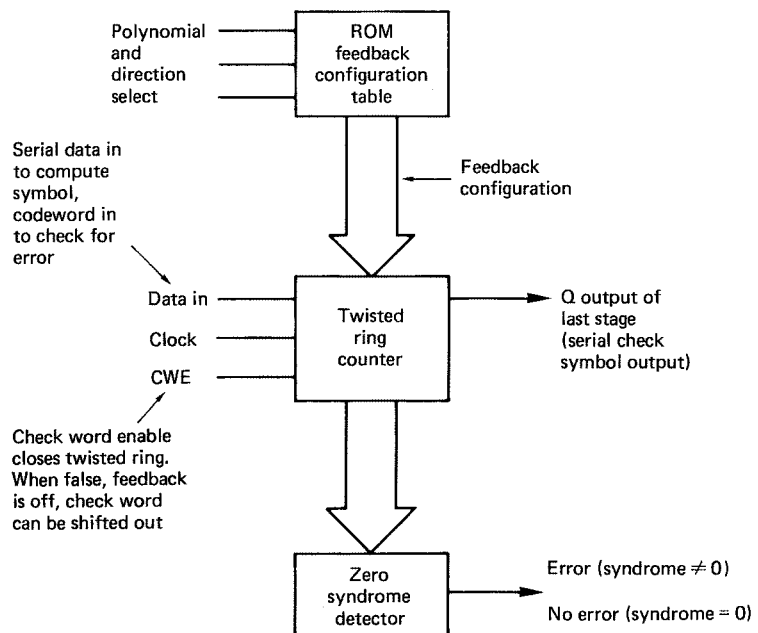 Polynomial
and
direction
select
ROM
feedback
configuration
table
Serial data in
to compute
symbol,
codeword in
to check for
error
Feedback
configuration
Data in
Clock
CWE
Twisted
ring
counter
Q output of
last stage
(serial check
symbol output)
Check word enable
closes twisted ring.
When false, feedback
is off, check word
can be shifted out
Zero
syndrome
detector
Error (syndrome ≠ 0)
No error (syndrome = 0)